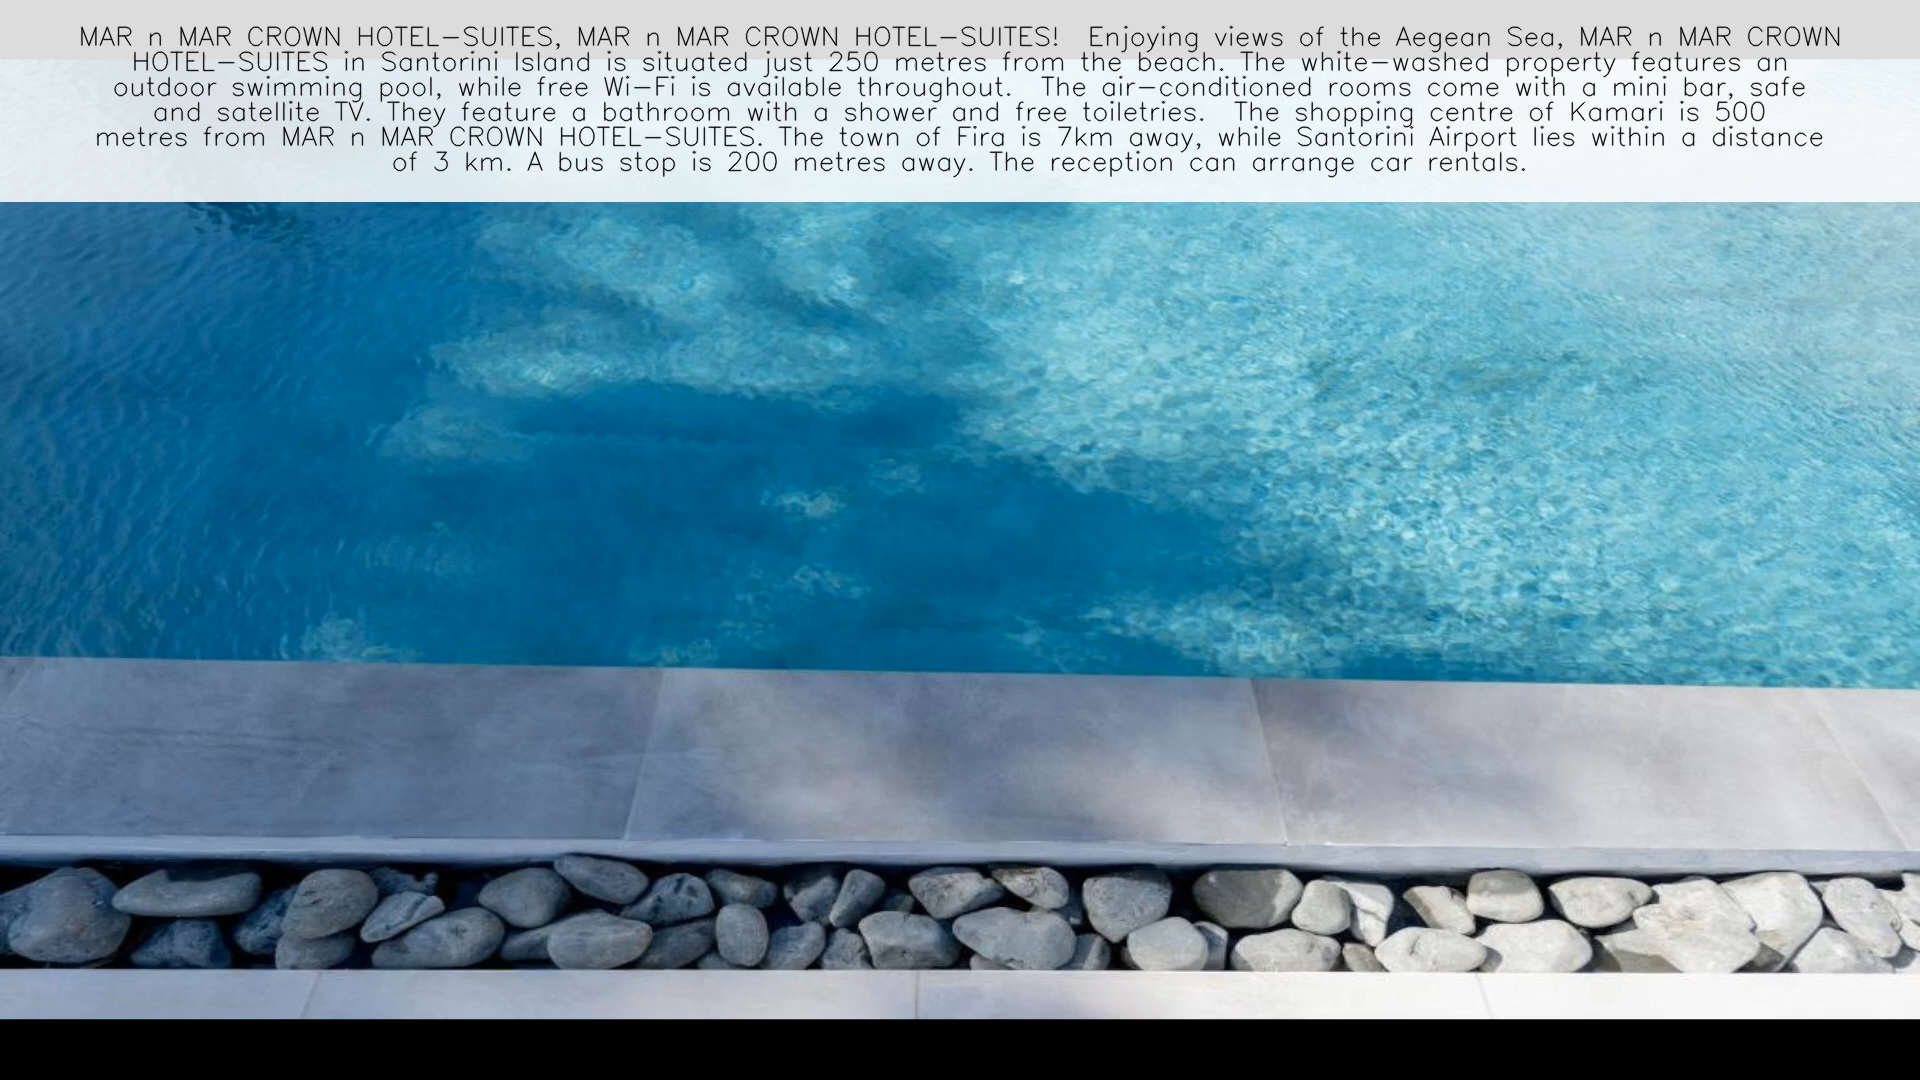 MAR n MAR CROWN HOTEL-SUITES, MAR n MAR CROWN HOTEL-SUITES! Enjoying views of the Aegean Sea, MAR n MAR CROWN
HOTEL-SUITES in Santorini Island is situated just 250 metres from the beach. The white-washed property features an
outdoor swimming pool, while free Wi-Fi is available throughout. The air-conditioned rooms come with a mini bar, safe
and satellite TV. They feature a bathroom with a shower and free toiletries. The shopping centre of Kamari is 500
metres from MAR n MAR CROWN HOTEL-SUITES. The town of Fira is 7km away, while Santorini Airport lies within a distance
of 3 km. A bus stop is 200 metres away. The reception can arrange car rentals.